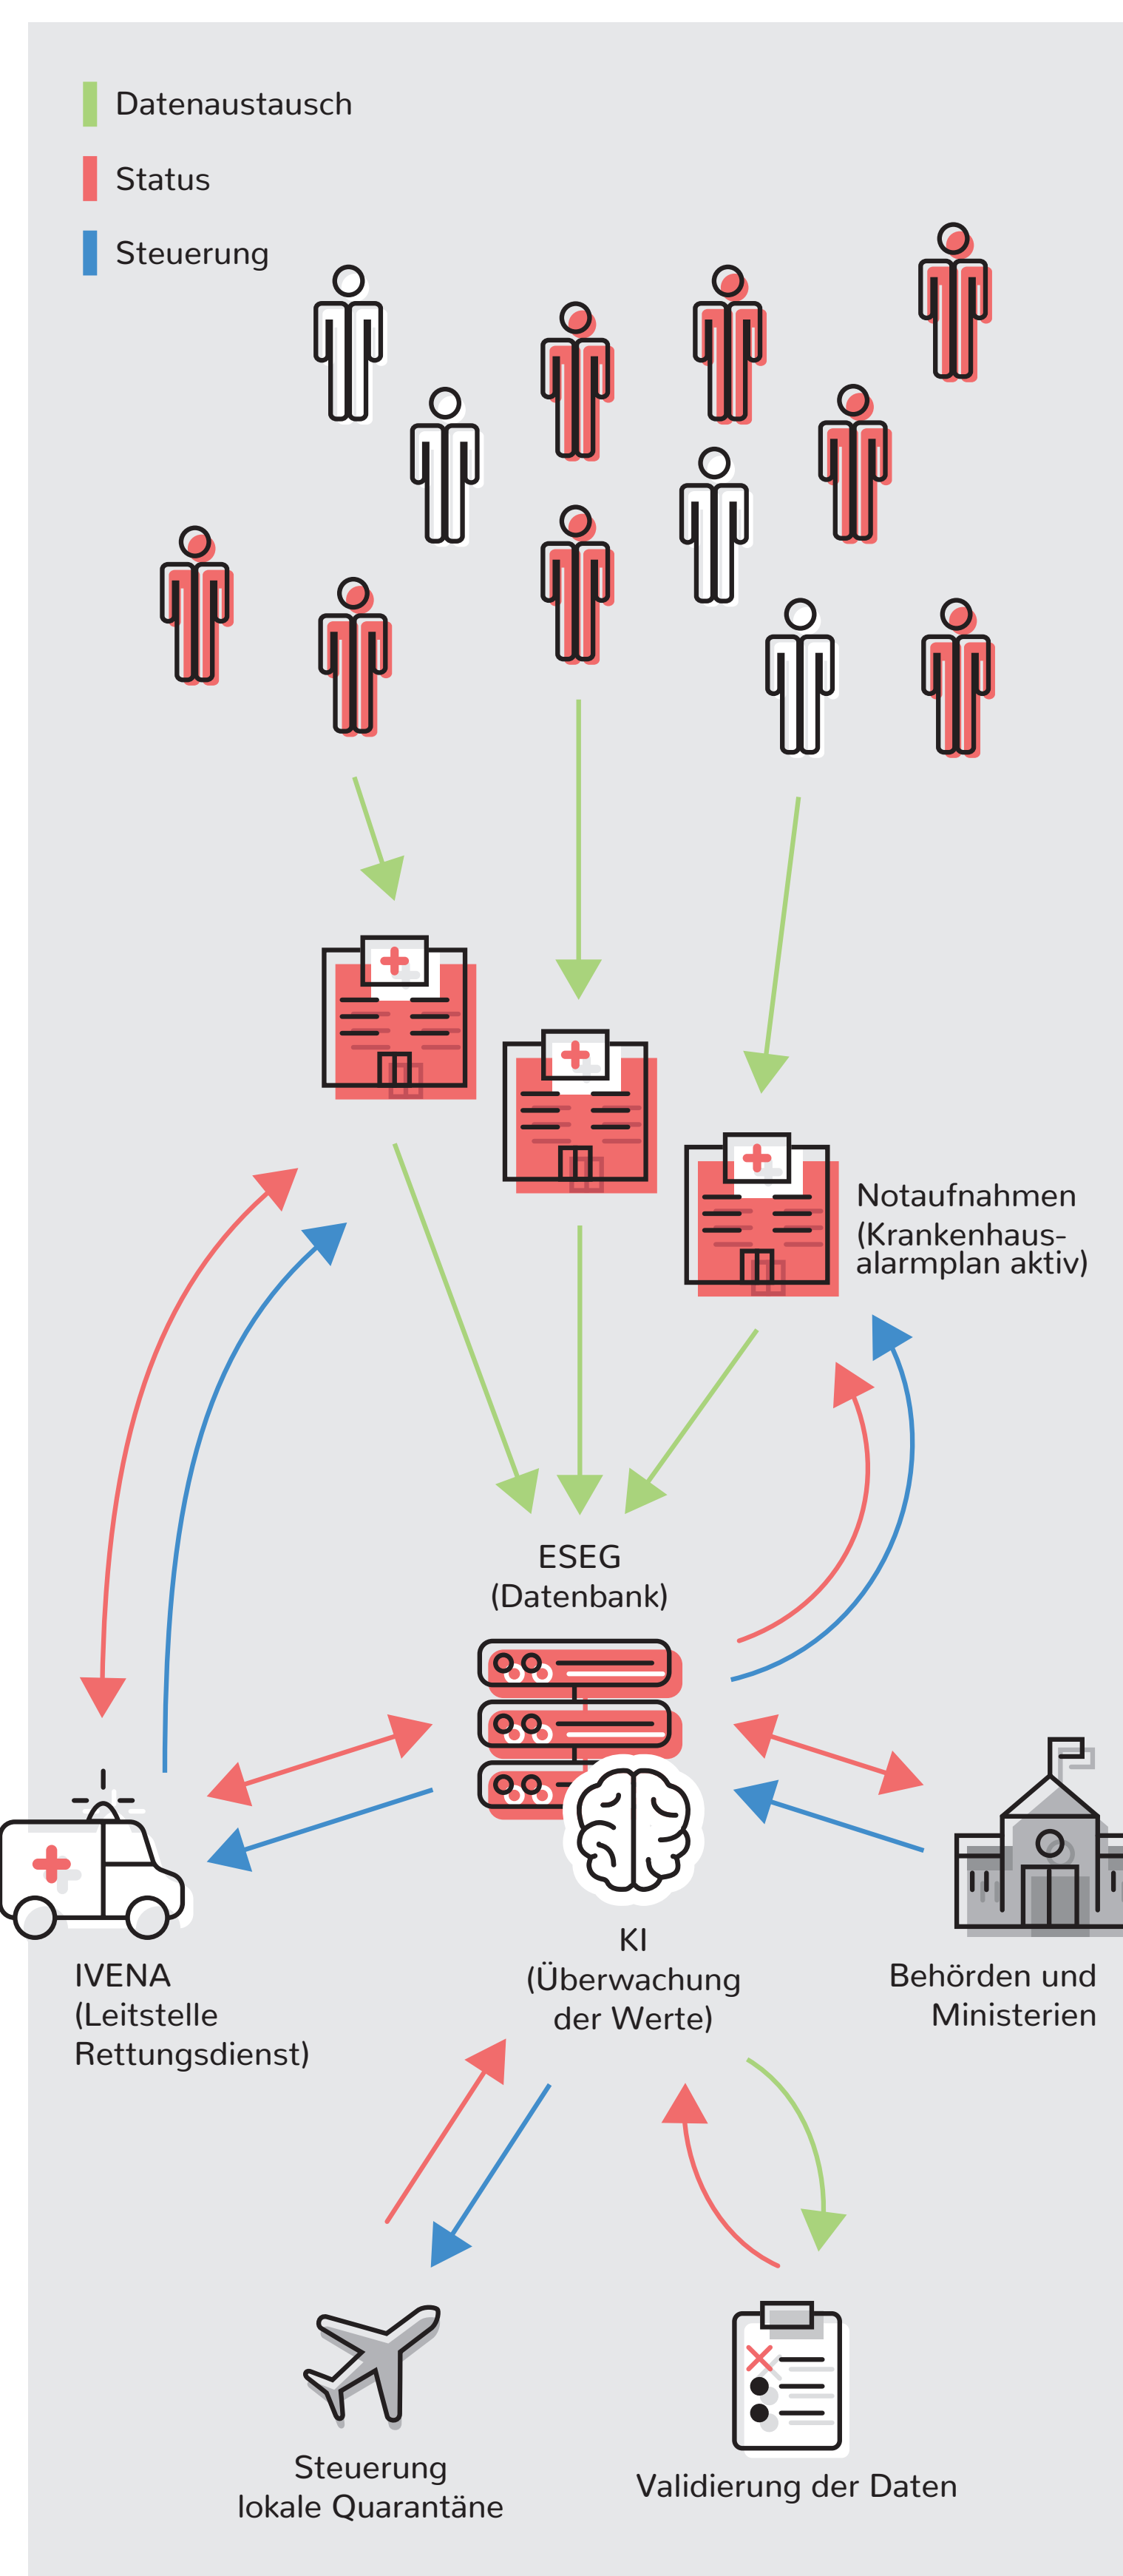 Datenaustausch
Status
Steuerung
Notaufnahmen
(Krankenhaus-
alarmplan aktiv)
ESEG
(Datenbank)
KI
(Überwachung
der Werte)
IVENA
(Leitstelle
Rettungsdienst)
Behörden und
Ministerien
Steuerung
lokale Quarantäne
Validierung der Daten